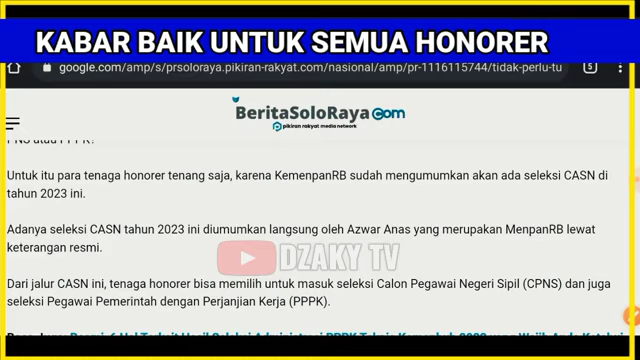 KABAR BAIK UNTUK SEMUA HONORER
google.com/amp/s/prsoloraya.pikiran-rakyat.com/nasional/amp/pr-1116115744/tidak-perlu-tu
5
BeritaSoloRaya.com
pikiran rakyat media network
PNS atau PPPK?
Untuk itu para tenaga honorer tenang saja, karena KemenpanRB sudah mengumumkan akan ada seleksi CASN di
tahun 2023 ini.
Adanya seleksi CASN tahun 2023 ini diumumkan langsung oleh Azwar Anas yang merupakan MenpanRB lewat
keterangan resmi.
DZAKY TV
Dari jalur CASN ini, tenaga honorer bisa memilih untuk masuk seleksi Calon Pegawai Negeri Sipil (CPNS) dan juga
seleksi Pegawai Pemerintah dengan Perjanjian Kerja (PPPK).